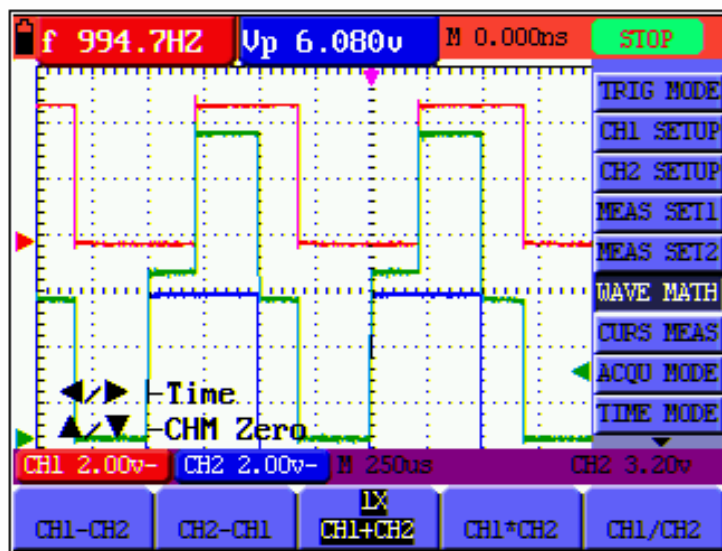 f 994.7HZ Vp 6.080v M 0.000ns STOP
TRIG MODE
CH1 SETUP
CH2 SETUP
MEAS SET1
MEAS SET2
WAVE MATH
CURS MEAS
ACQU MODE
TIME MODE
◀/▶ -Time
▲/▼ -CHM Zero
CH1 2.00v- CH2 2.00v- M 250us CH2 3.20v
CH1-CH2 CH2-CH1 1X CH1+CH2 CH1*CH2 CH1/CH2